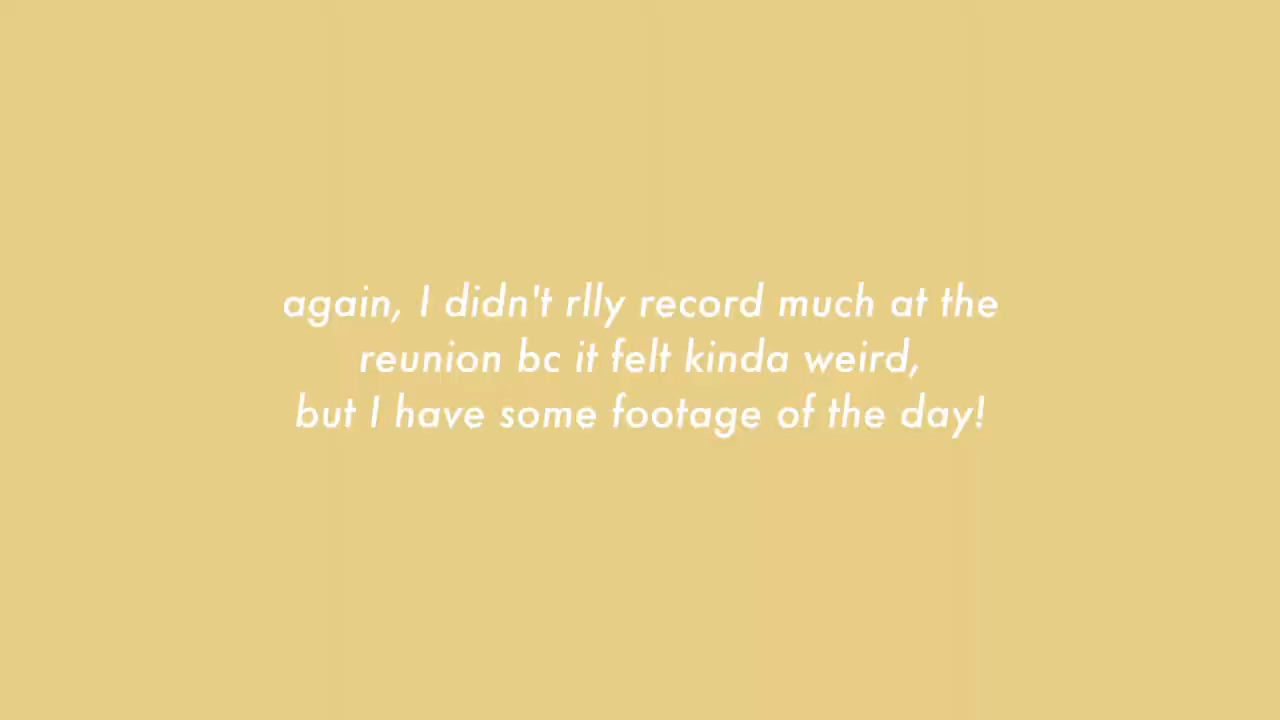 again, I didn't rlly record much at the
reunion bc it felt kinda weird,
but I have some footage of the day!